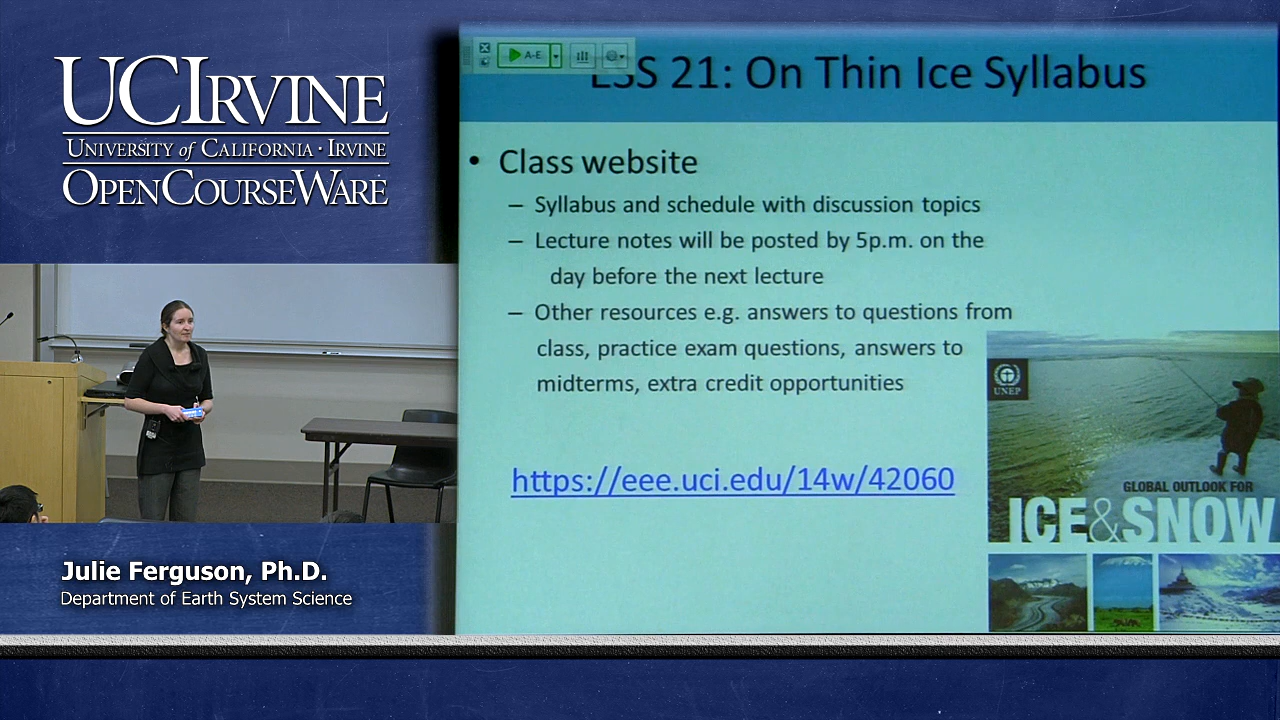 UCIRVINE
UNIVERSITY of CALIFORNIA · IRVINE
OPENCOURSEWARE
A-E
ESS 21: On Thin Ice Syllabus
• Class website
– Syllabus and schedule with discussion topics
– Lecture notes will be posted by 5p.m. on the
day before the next lecture
– Other resources e.g. answers to questions from
class, practice exam questions, answers to
midterms, extra credit opportunities
https://eee.uci.edu/14w/42060
UNEP
GLOBAL OUTLOOK FOR
ICE&SNOW
Julie Ferguson, Ph.D.
Department of Earth System Science